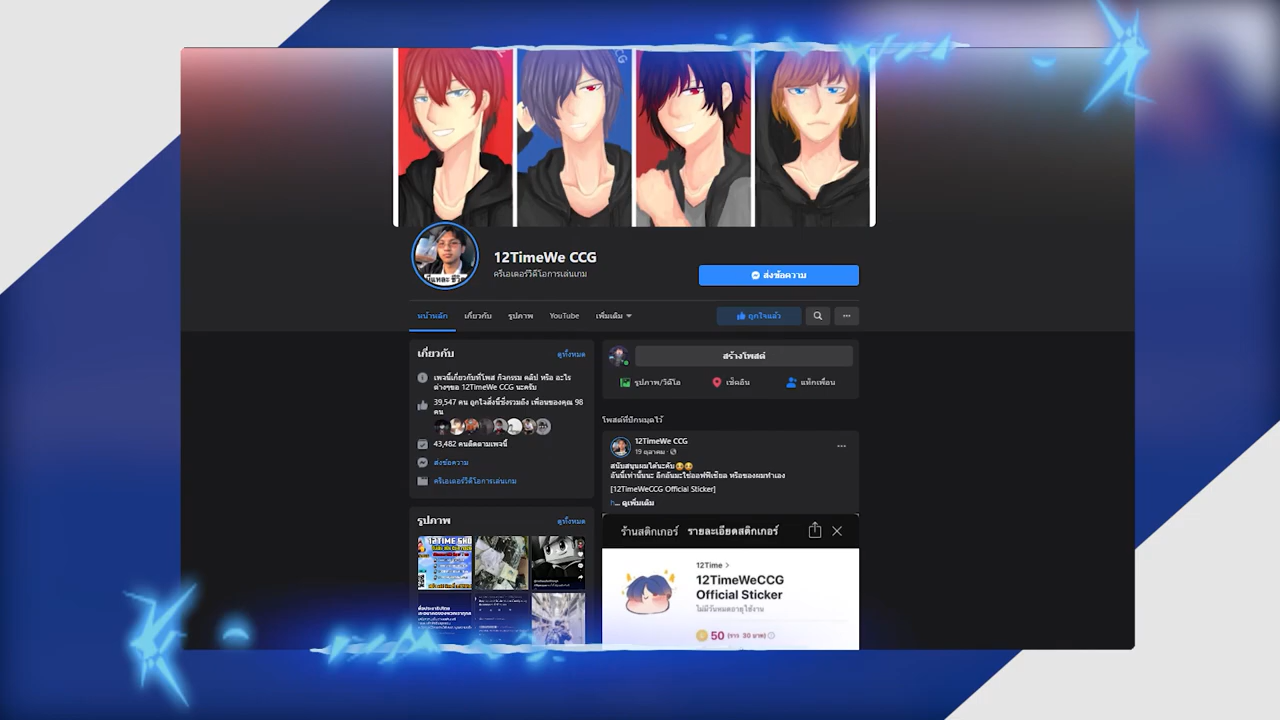 12TimeWe CCG
ครีเอเตอร์วิดีโอการเล่นเกม
ส่งข้อความ
หน้าหลัก
เกี่ยวกับ
รูปภาพ
YouTube
เพิ่มเติม
ถูกใจแล้ว
เกี่ยวกับ
ดูทั้งหมด
เพจนี้เกี่ยวกับที่โพส กิจกรรม คลิป หรือ อะไร
ต่างๆของ 12TimeWe CCG นะครับ
39,547 คน ถูกใจสิ่งนี้ซึ่งรวมถึง เพื่อนของคุณ 98
คน
43,482 คนติดตามเพจนี้
ส่งข้อความ
ครีเอเตอร์วิดีโอการเล่นเกม
รูปภาพ
ดูทั้งหมด
สร้างโพสต์
รูปภาพ/วิดีโอ
เช็คอิน
แท็กเพื่อน
โพสต์ที่ปักหมุดไว้
12TimeWe CCG
19 ตุลาคม
สนับสนุนผมได้นะคับ
อันนี้เท่านั้นนะ อีกอันมะใช่ออฟฟิเชียล หรือของผมทำเอง
[12TimeWeCCG Official Sticker]
h... ดูเพิ่มเติม
ร้านสติกเกอร์
รายละเอียดสติกเกอร์
12Time >
12TimeWeCCG
Official Sticker
ไม่มีวันหมดอายุใช้งาน
50 (ราว 30 บาท)